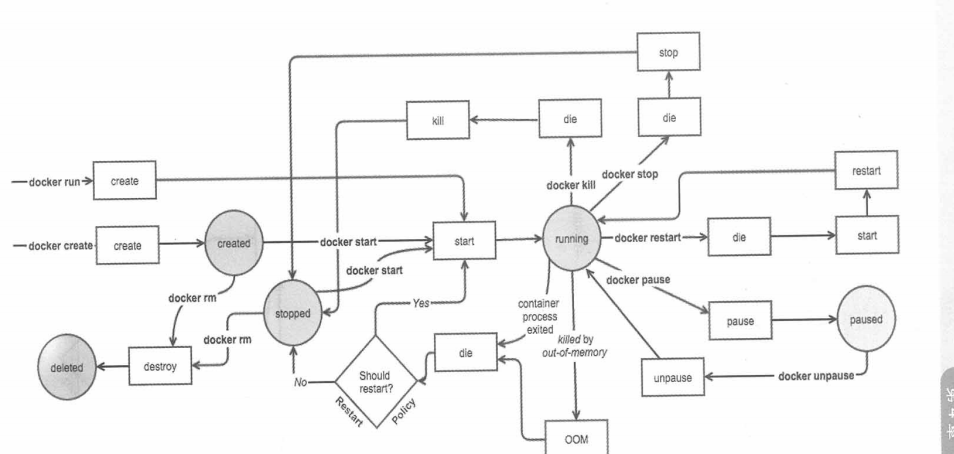 stop
kill
die
die
docker run
create
docker kill
docker stop
restart
docker create
create
created
docker start
start
running
docker restart
die
start
docker start
docker pause
docker rm
stopped
Yes
container
process
exited
pause
paused
docker rm
killed by
out-of-memory
deleted
destroy
No
Should
restart?
die
unpause
docker unpause
Restart
Policy
OOM